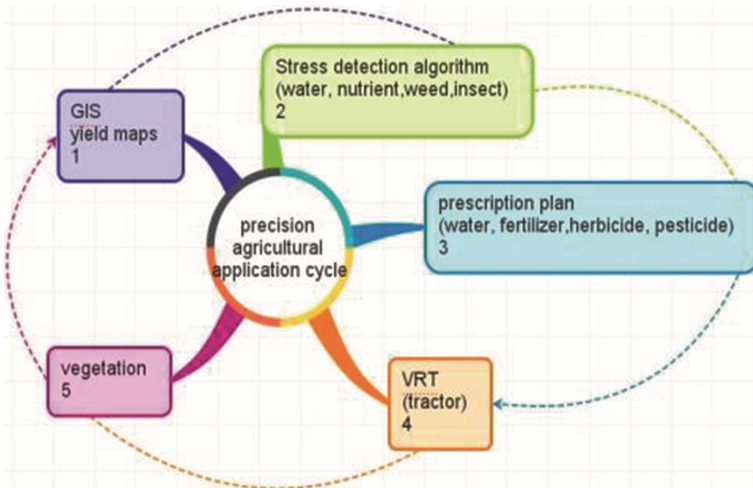 GIS
yield maps
1
Stress detection algorithm
(water, nutrient,weed,insect)
2
prescription plan
(water, fertilizer,herbicide, pesticide)
3
precision
agricultural
application cycle
VRT
(tractor)
4
vegetation
5